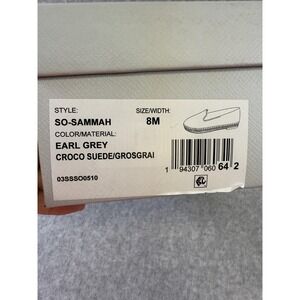 STYLE: SIZE/WIDTH:
SO-SAMMAH 8M
COLOR/MATERIAL:
EARL GREY
CROCO SUEDE/GROSGRAI
1 94307 060 64 2
03SSSO0510